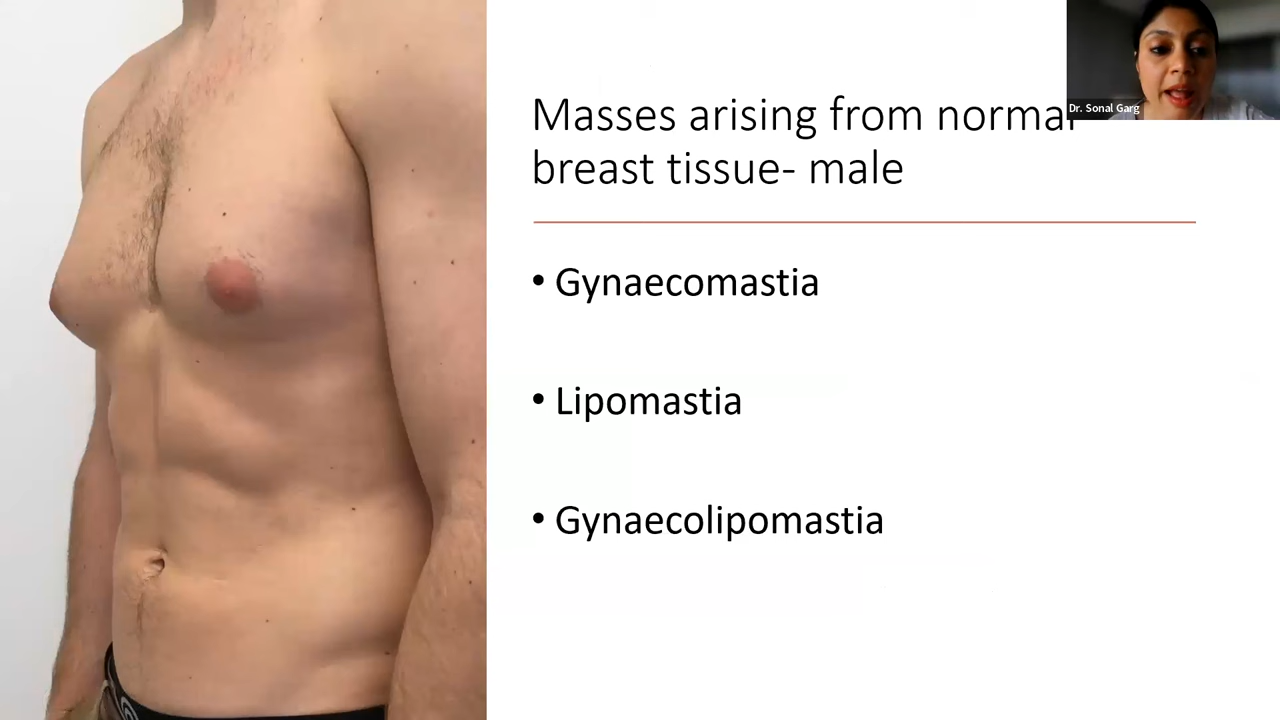 Masses arising from normal
breast tissue- male
Dr. Sonal Garg
• Gynaecomastia
• Lipomastia
• Gynaecolipomastia